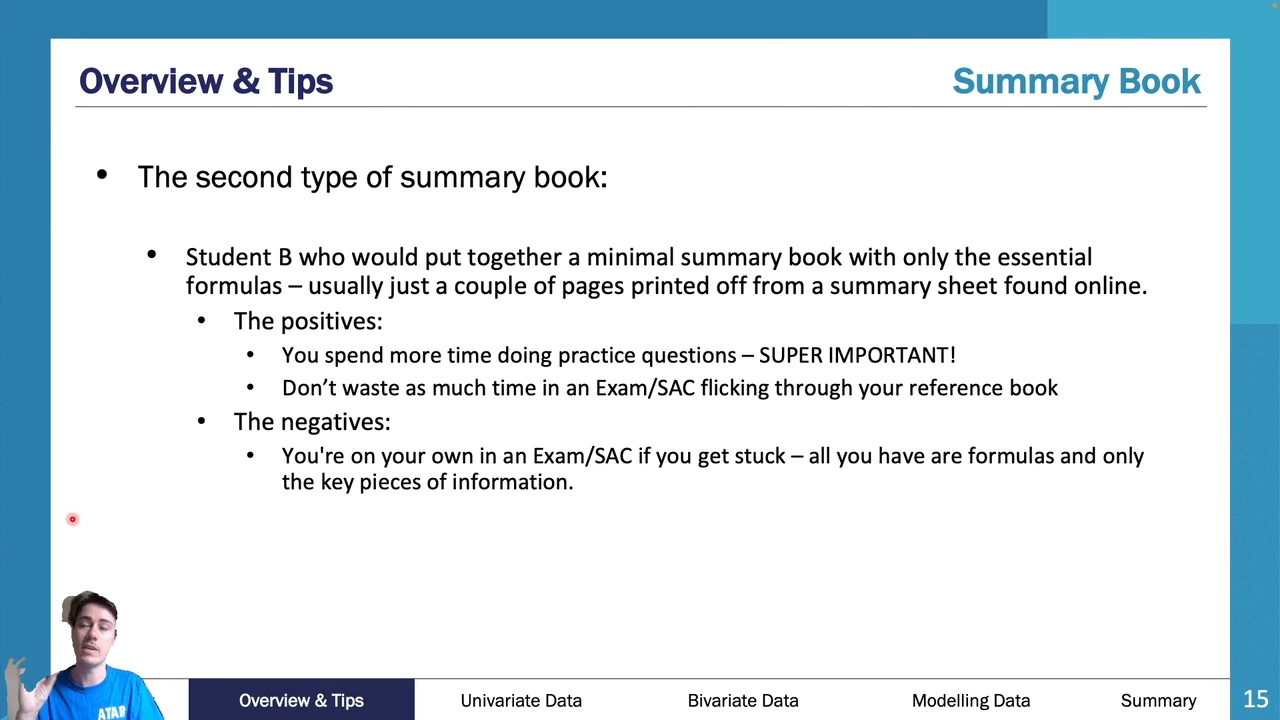 Overview & Tips
Summary Book
• The second type of summary book:
• Student B who would put together a minimal summary book with only the essential
formulas – usually just a couple of pages printed off from a summary sheet found online.
• The positives:
• You spend more time doing practice questions – SUPER IMPORTANT!
• Don’t waste as much time in an Exam/SAC flicking through your reference book
• The negatives:
• You're on your own in an Exam/SAC if you get stuck – all you have are formulas and only
the key pieces of information.
Overview & Tips
Univariate Data
Bivariate Data
Modelling Data
Summary
15
ATAR